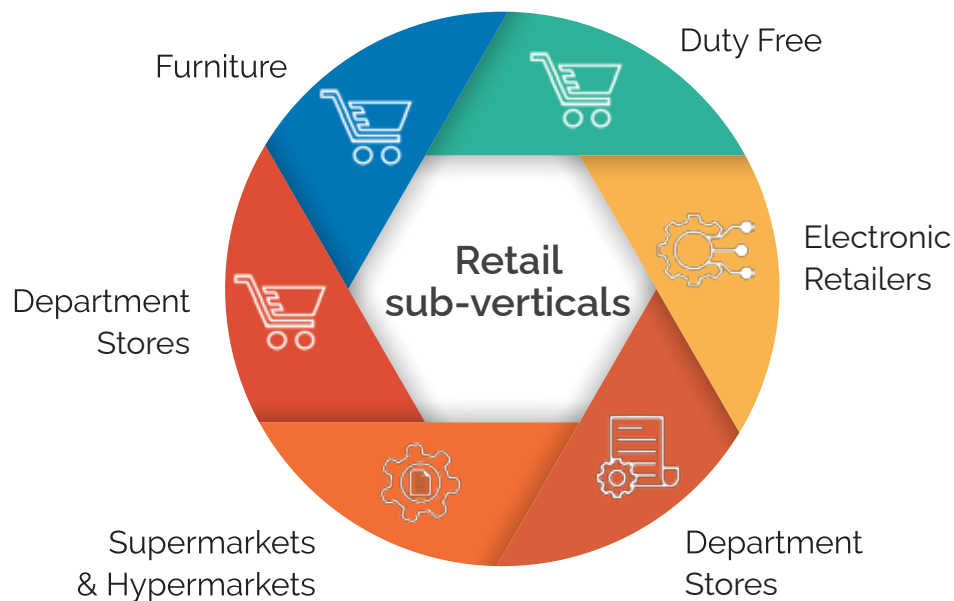 Furniture
Duty Free
Retail
sub-verticals
Electronic
Retailers
Department
Stores
Supermarkets
& Hypermarkets
Department
Stores